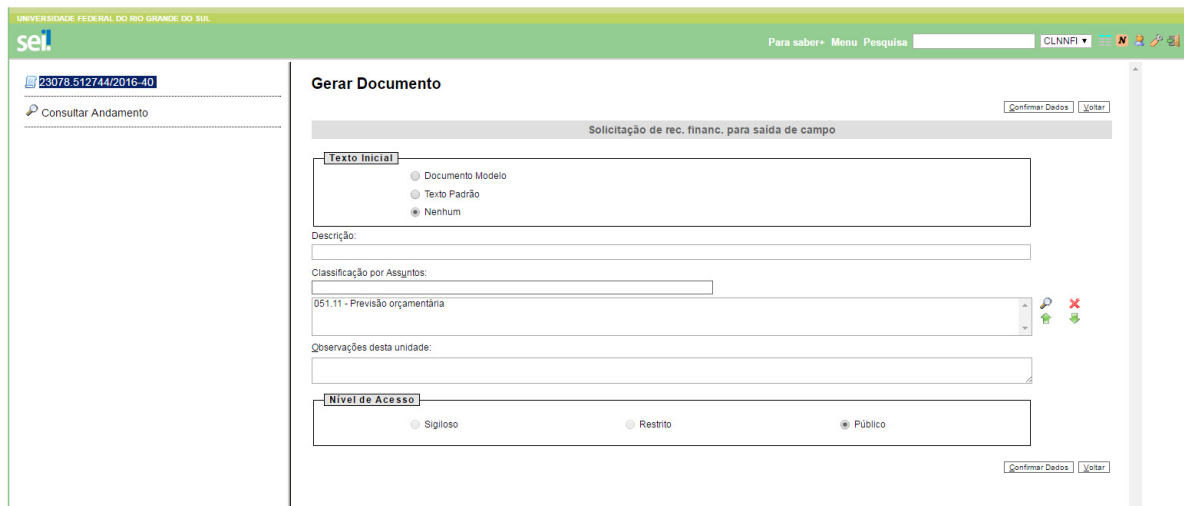 UNIVERSIDADE FEDERAL DO RIO GRANDE DO SUL
sei!
Para saber+ Menu Pesquisa CLNNFI
23078.512744/2016-40
Consultar Andamento
Gerar Documento
Confirmar Dados Voltar
Solicitação de rec. financ. para saída de campo
Texto Inicial
Documento Modelo
Texto Padrão
Nenhum
Descrição:
Classificação por Assuntos:
051.11 - Previsão orçamentária
Observações desta unidade:
Nível de Acesso
Sigiloso Restrito Público
Confirmar Dados Voltar